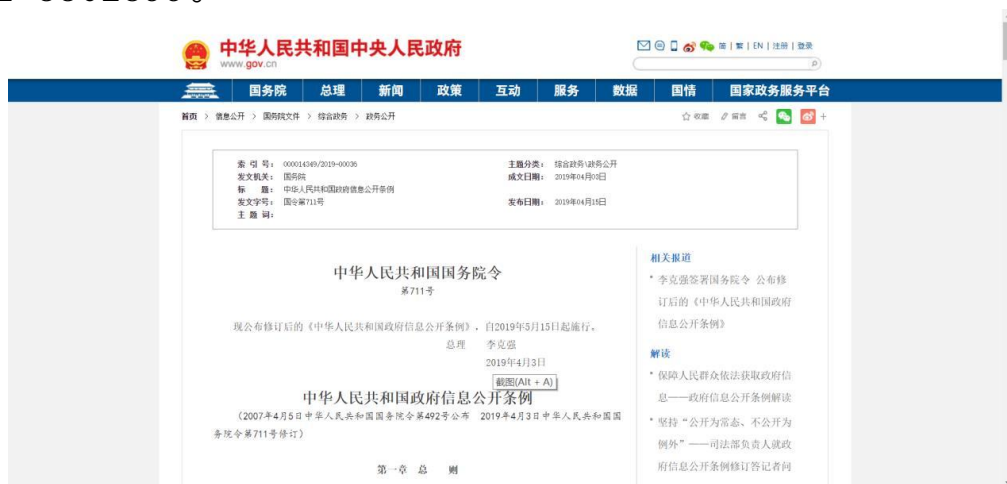 中华人民共和国中央人民政府
www.gov.cn
简 | 繁 | EN | 注册 | 登录
国务院 总理 新闻 政策 互动 服务 数据 国情 国家政务服务平台
首页 > 信息公开 > 国务院文件 > 综合政务 > 政务公开
收藏 留言
索 引 号： 000014349/2019-00036 主题分类： 综合政务\政务公开
发文机关： 国务院 成文日期： 2019年04月03日
标 题： 中华人民共和国政府信息公开条例
发文字号： 国令第711号 发布日期： 2019年04月15日
主 题 词：
中华人民共和国国务院令
第711号
现公布修订后的《中华人民共和国政府信息公开条例》，自2019年5月15日起施行。
总理 李克强
2019年4月3日
截图(Alt + A)
中华人民共和国政府信息公开条例
（2007年4月5日中华人民共和国国务院令第492号公布 2019年4月3日中华人民共和国国
务院令第711号修订）
第一章 总 则
相关报道
· 李克强签署国务院令 公布修
订后的《中华人民共和国政府
信息公开条例》
解读
· 保障人民群众依法获取政府信
息——政府信息公开条例解读
· 坚持“公开为常态、不公开为
例外”——司法部负责人就政
府信息公开条例修订答记者问